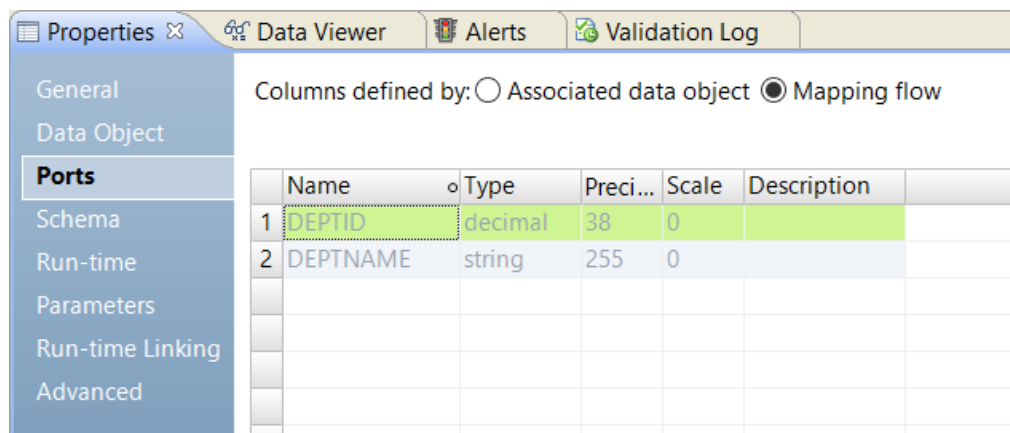 Properties Data Viewer Alerts Validation Log
General
Data Object
Ports
Schema
Run-time
Parameters
Run-time Linking
Advanced
Columns defined by: Associated data object Mapping flow
Name Type Preci... Scale Description
1 DEPTID decimal 38 0
2 DEPTNAME string 255 0